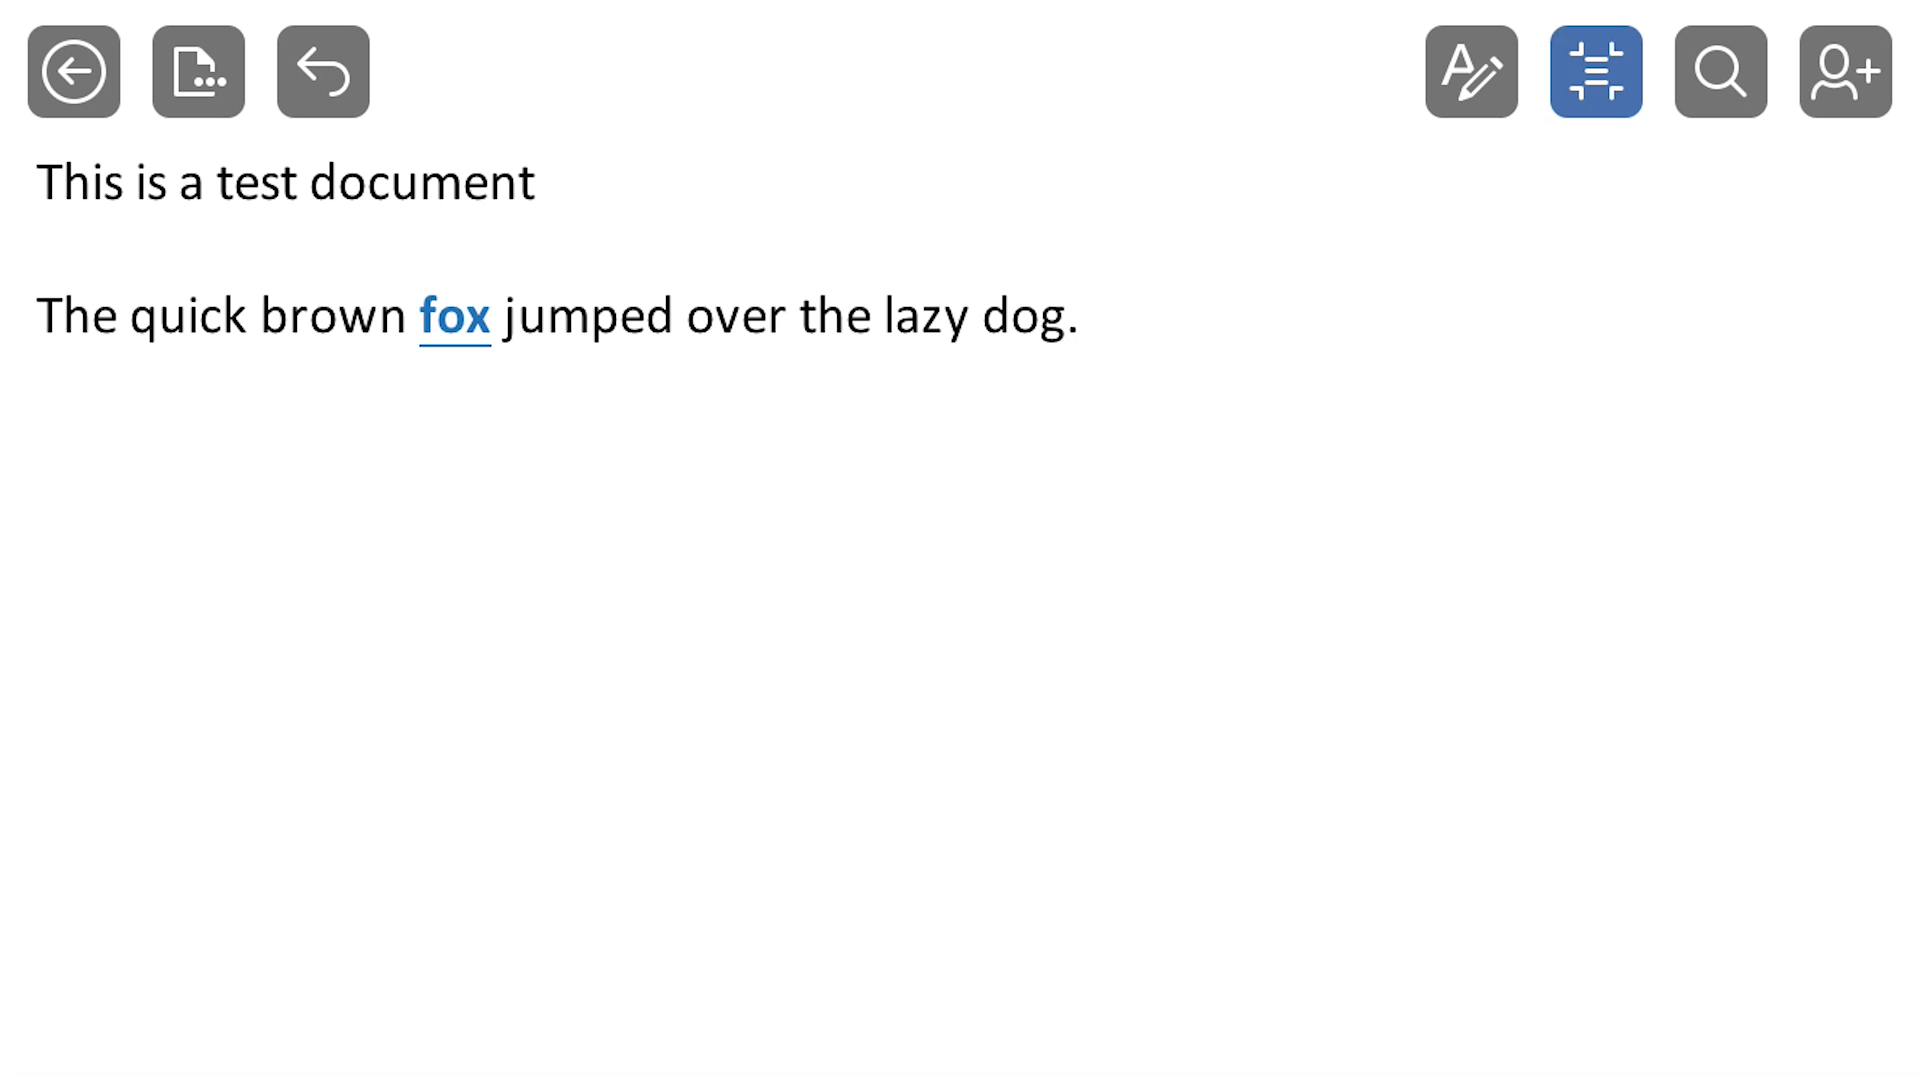 This is a test document
The quick brown fox jumped over the lazy dog.